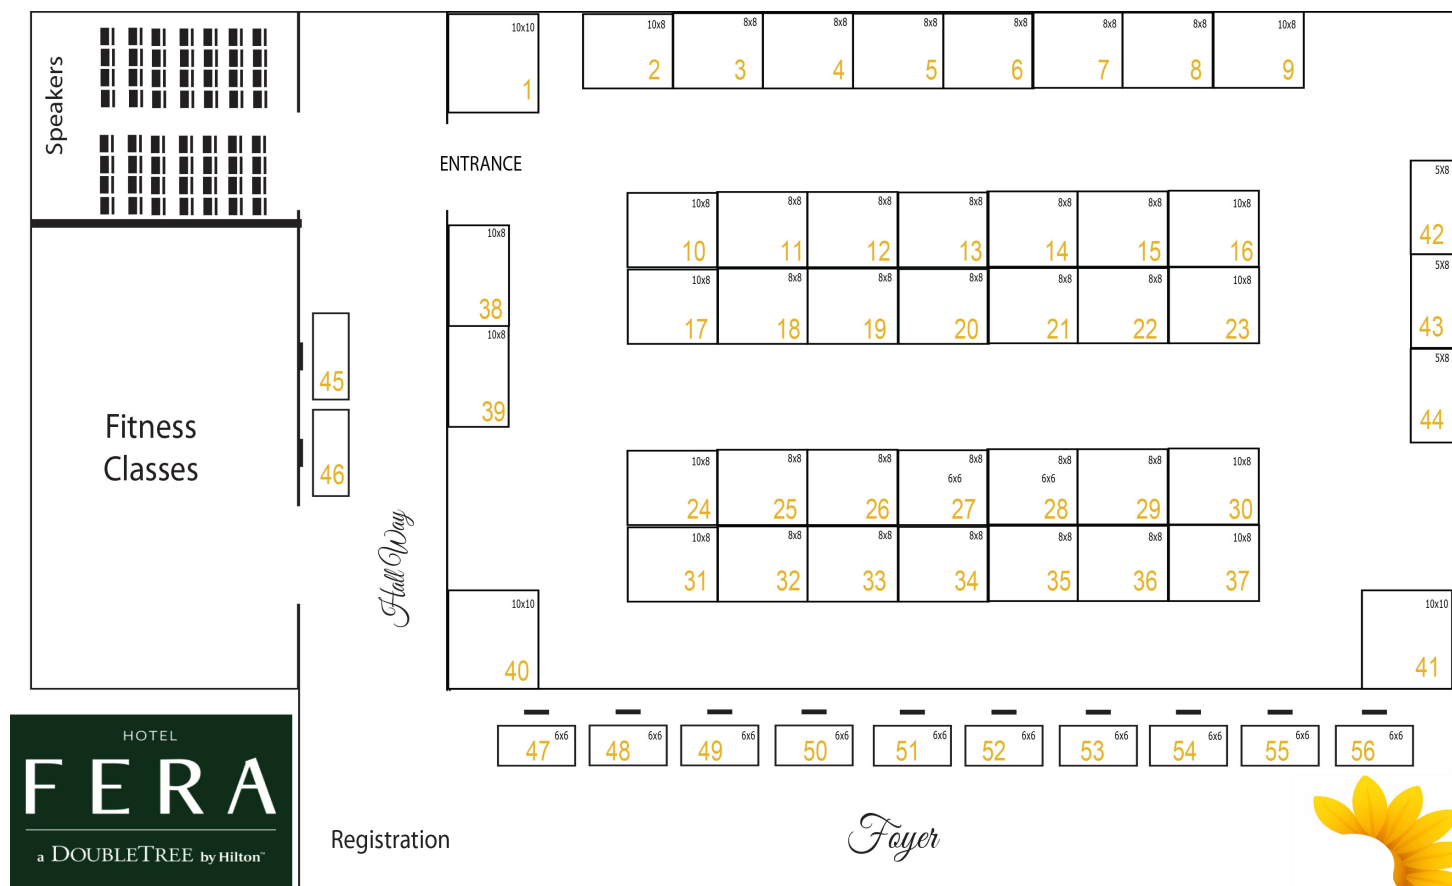 Speakers
10x10
1
10x8
2
8x8
3
8x8
4
8x8
5
8x8
6
8x8
7
8x8
8
10x8
9
ENTRANCE
10x8
10
8x8
11
8x8
12
8x8
13
8x8
14
8x8
15
10x8
16
10x8
17
8x8
18
8x8
19
8x8
20
8x8
21
8x8
22
10x8
23
10x8
38
10x8
39
5X8
42
5X8
43
5X8
44
45
46
Fitness
Classes
Hall Way
10x8
24
8x8
25
8x8
26
8x8
6x6
27
8x8
6x6
28
8x8
29
10x8
30
10x8
31
8x8
32
8x8
33
8x8
34
8x8
35
8x8
36
10x8
37
10x10
40
10x10
41
47 6x6
48 6x6
49 6x6
50 6x6
51 6x6
52 6x6
53 6x6
54 6x6
55 6x6
56 6x6
HOTEL
FERA
a DOUBLETREE by Hilton™
Registration
Foyer